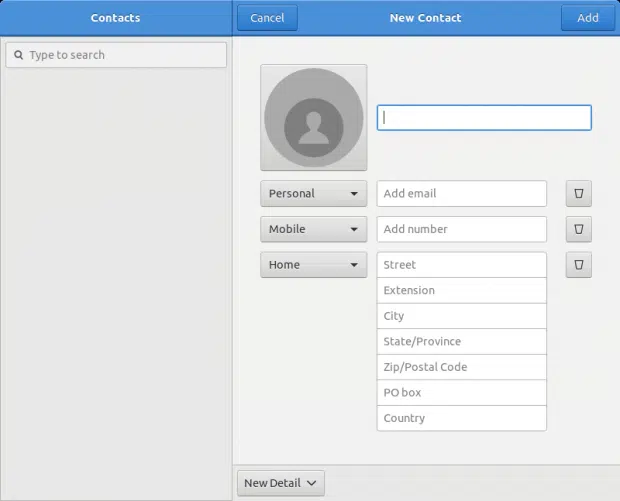 Contacts
Cancel
New Contact
Add
Type to search
Personal
Add email
Mobile
Add number
Home
Street
Extension
City
State/Province
Zip/Postal Code
PO box
Country
New Detail